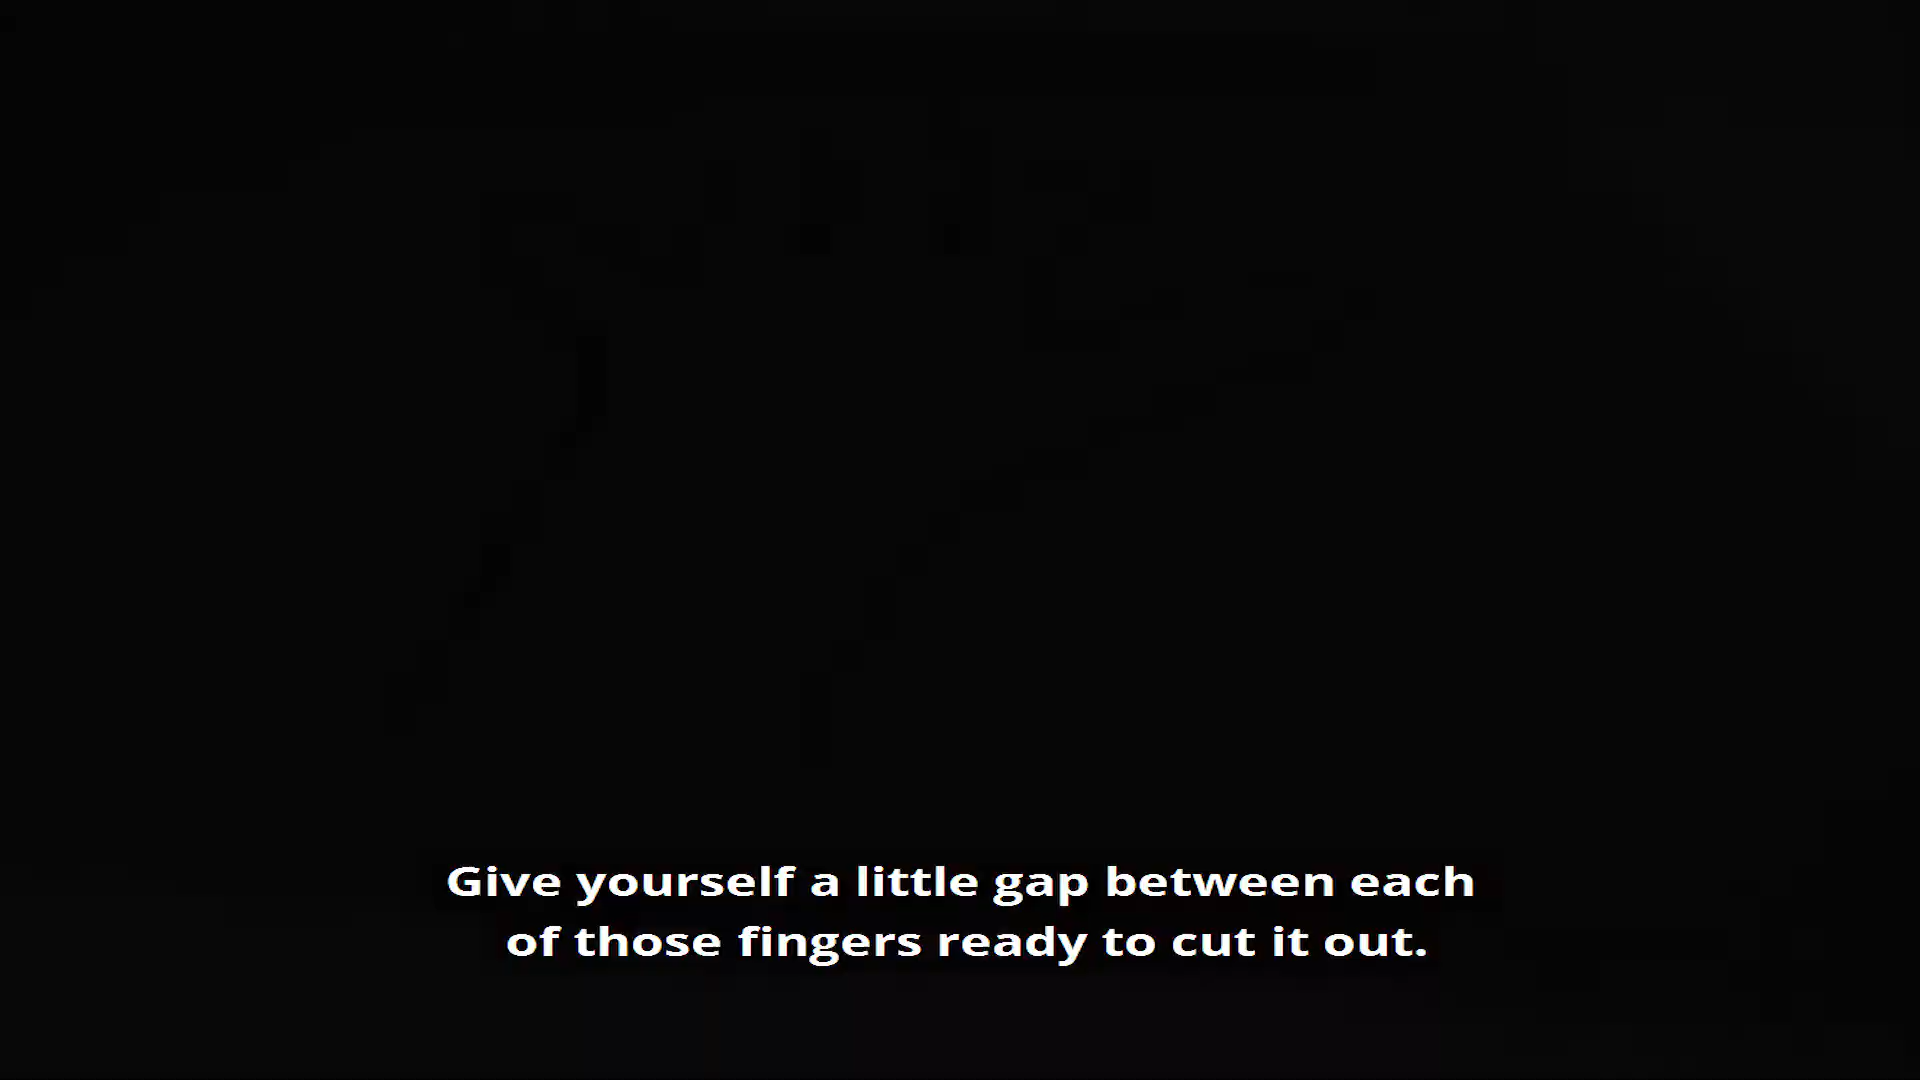 Give yourself a little gap between each
of those fingers ready to cut it out.